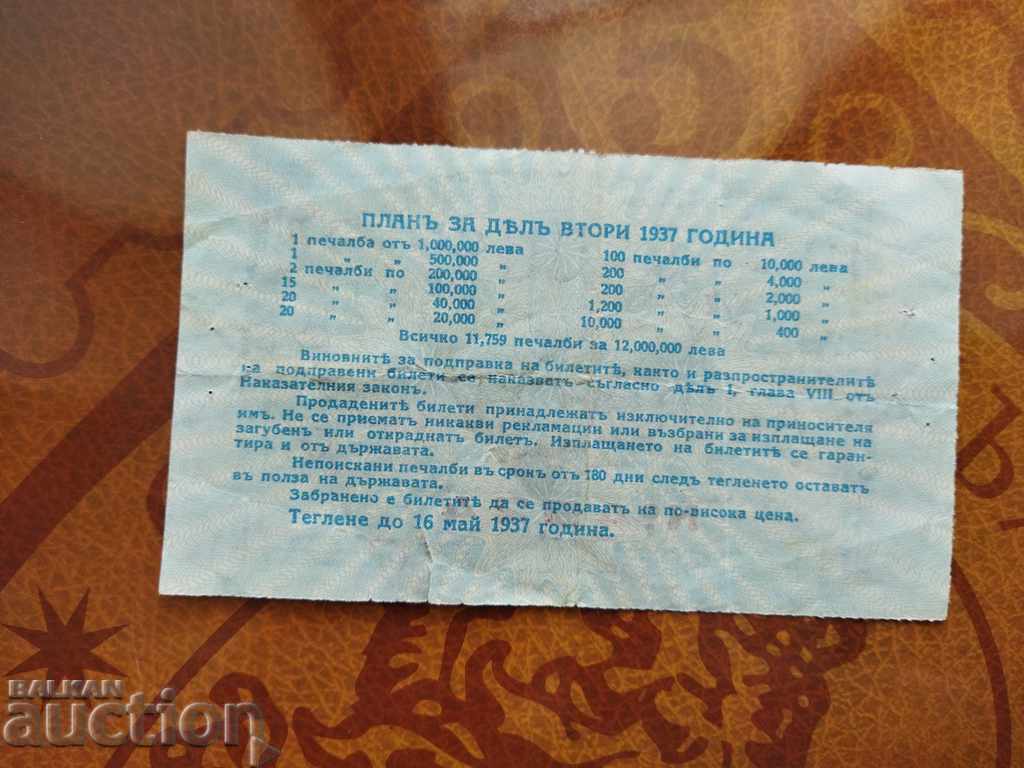 ПЛАНЪ ЗА ДѢЛЪ ВТОРИ 1937 ГОДИНА
1 печалба отъ 1,000,000 лева
1 „ „ 500,000 „
2 печалби по 200,000 „
15 „ „ 100,000 „
20 „ „ 40,000 „
20 „ „ 20,000 „
100 печалби по 10,000 лева
200 „ „ 4,000 „
200 „ „ 2,000 „
1,200 „ „ 1,000 „
10,000 „ „ 400 „
Всичко 11,759 печалби за 12,000,000 лева
Виновнитѣ за подправка на билетитѣ, както и разпространителитѣ
на подправени билети се наказватъ съгласно дѣлъ I, глава VIII отъ
Наказателния законъ.
Продаденитѣ билети принадлежатъ изключително на приносителя
имъ. Не се приематъ никакви рекламации или възбрани за изплащане на
загубенъ или откраднатъ билетъ. Изплащането на билетитѣ се гаран-
тира и отъ държавата.
Непоискани печалби въ срокъ отъ 180 дни следъ тегленето оставатъ
въ полза на държавата.
Забранено е билетитѣ да се продаватъ на по-висока цена.
Теглене до 16 май 1937 година.
BALKAN
auction